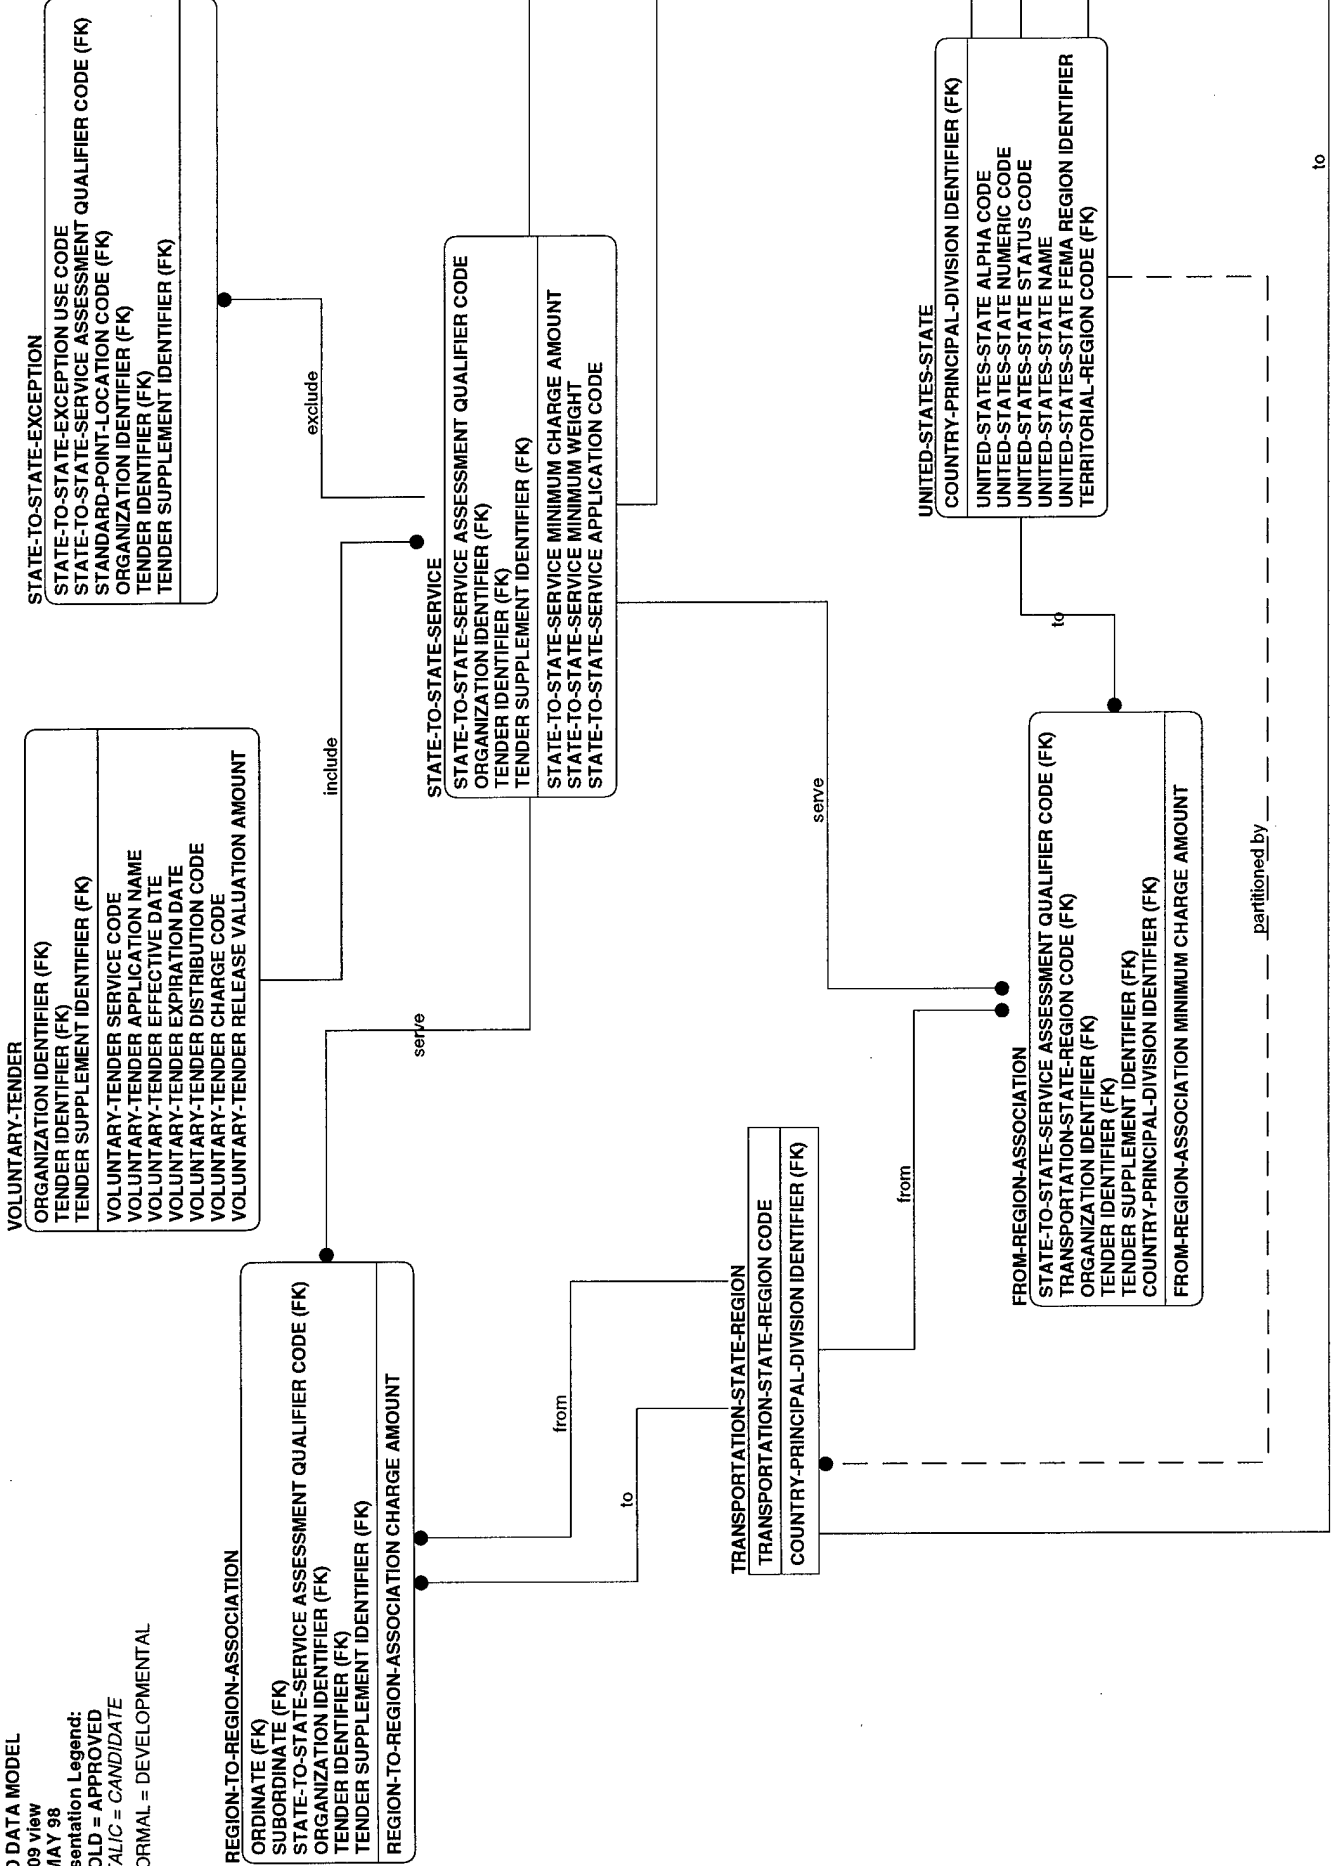 D DATA MODEL
09 view
MAY 98
sentation Legend:
OLD = APPROVED
TALIC = CANDIDATE
ORMAL = DEVELOPMENTAL
REGION-TO-REGION-ASSOCIATION
ORDINATE (FK)
SUBORDINATE (FK)
STATE-TO-STATE-SERVICE ASSESSMENT QUALIFIER CODE (FK)
ORGANIZATION IDENTIFIER (FK)
TENDER IDENTIFIER (FK)
TENDER SUPPLEMENT IDENTIFIER (FK)
REGION-TO-REGION-ASSOCIATION CHARGE AMOUNT
VOLUNTARY-TENDER
ORGANIZATION IDENTIFIER (FK)
TENDER IDENTIFIER (FK)
TENDER SUPPLEMENT IDENTIFIER (FK)
VOLUNTARY-TENDER SERVICE CODE
VOLUNTARY-TENDER APPLICATION NAME
VOLUNTARY-TENDER EFFECTIVE DATE
VOLUNTARY-TENDER EXPIRATION DATE
VOLUNTARY-TENDER DISTRIBUTION CODE
VOLUNTARY-TENDER CHARGE CODE
VOLUNTARY-TENDER RELEASE VALUATION AMOUNT
STATE-TO-STATE-EXCEPTION
STATE-TO-STATE-EXCEPTION USE CODE
STATE-TO-STATE-SERVICE ASSESSMENT QUALIFIER CODE (FK)
STANDARD-POINT-LOCATION CODE (FK)
ORGANIZATION IDENTIFIER (FK)
TENDER IDENTIFIER (FK)
TENDER SUPPLEMENT IDENTIFIER (FK)
exclude
include
serve
STATE-TO-STATE-SERVICE
STATE-TO-STATE-SERVICE ASSESSMENT QUALIFIER CODE
ORGANIZATION IDENTIFIER (FK)
TENDER IDENTIFIER (FK)
TENDER SUPPLEMENT IDENTIFIER (FK)
STATE-TO-STATE-SERVICE MINIMUM CHARGE AMOUNT
STATE-TO-STATE-SERVICE MINIMUM WEIGHT
STATE-TO-STATE-SERVICE APPLICATION CODE
from
to
serve
TRANSPORTATION-STATE-REGION
TRANSPORTATION-STATE-REGION CODE
COUNTRY-PRINCIPAL-DIVISION IDENTIFIER (FK)
from
UNITED-STATES-STATE
COUNTRY-PRINCIPAL-DIVISION IDENTIFIER (FK)
UNITED-STATES-STATE ALPHA CODE
UNITED-STATES-STATE NUMERIC CODE
UNITED-STATES-STATE STATUS CODE
UNITED-STATES-STATE NAME
UNITED-STATES-STATE FEMA REGION IDENTIFIER
TERRITORIAL-REGION CODE (FK)
to
FROM-REGION-ASSOCIATION
STATE-TO-STATE-SERVICE ASSESSMENT QUALIFIER CODE (FK)
TRANSPORTATION-STATE-REGION CODE (FK)
ORGANIZATION IDENTIFIER (FK)
TENDER IDENTIFIER (FK)
TENDER SUPPLEMENT IDENTIFIER (FK)
COUNTRY-PRINCIPAL-DIVISION IDENTIFIER (FK)
FROM-REGION-ASSOCIATION MINIMUM CHARGE AMOUNT
partitioned by
to